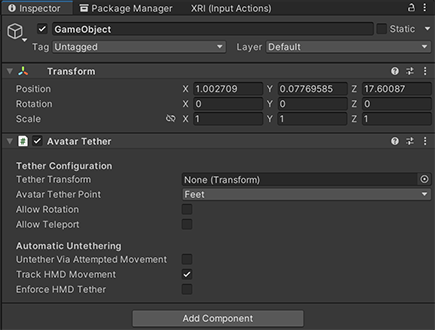 Inspector Package Manager XRI (Input Actions)
GameObject Static
Tag Untagged Layer Default
Transform
Position X 1.002709 Y 0.07769585 Z 17.60087
Rotation X 0 Y 0 Z 0
Scale X 1 Y 1 Z 1
Avatar Tether
Tether Configuration
Tether Transform None (Transform)
Avatar Tether Point Feet
Allow Rotation
Allow Teleport
Automatic Untethering
Untether Via Attempted Movement
Track HMD Movement
Enforce HMD Tether
Add Component